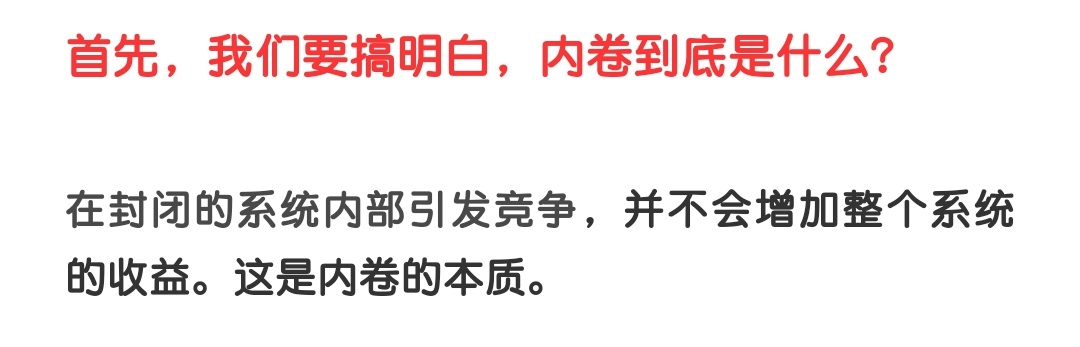 首先，我们要搞明白，内卷到底是什么？
在封闭的系统内部引发竞争，并不会增加整个系统
的收益。这是内卷的本质。